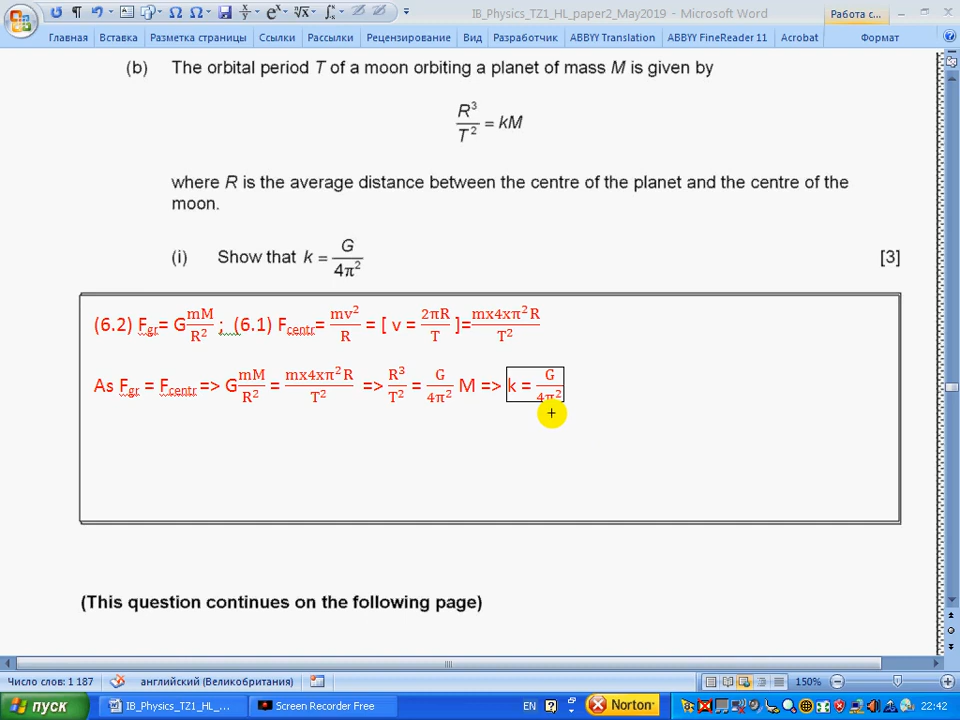 IB_Physics_TZ1_HL_paper2_May2019 - Microsoft Word
Работа с...
Главная Вставка Разметка страницы Ссылки Рассылки Рецензирование Вид Разработчик ABBYY Translation ABBYY FineReader 11 Acrobat Формат
(b) The orbital period T of a moon orbiting a planet of mass M is given by
R³/T² = kM
where R is the average distance between the centre of the planet and the centre of the
moon.
(i) Show that k = G/4π² [3]
(6.2) Fgr= G mM/R² ; (6.1) Fcentr= mv²/R = [ v = 2πR/T ]= mx4xπ²R/T²
As Fgr = Fcentr => G mM/R² = mx4xπ²R/T² => R³/T² = G/4π² M => k = G/4π²
(This question continues on the following page)
Число слов: 1 187 английский (Великобритания) 150%
пуск IB_Physics_TZ1_HL_... Screen Recorder Free EN Norton 22:42